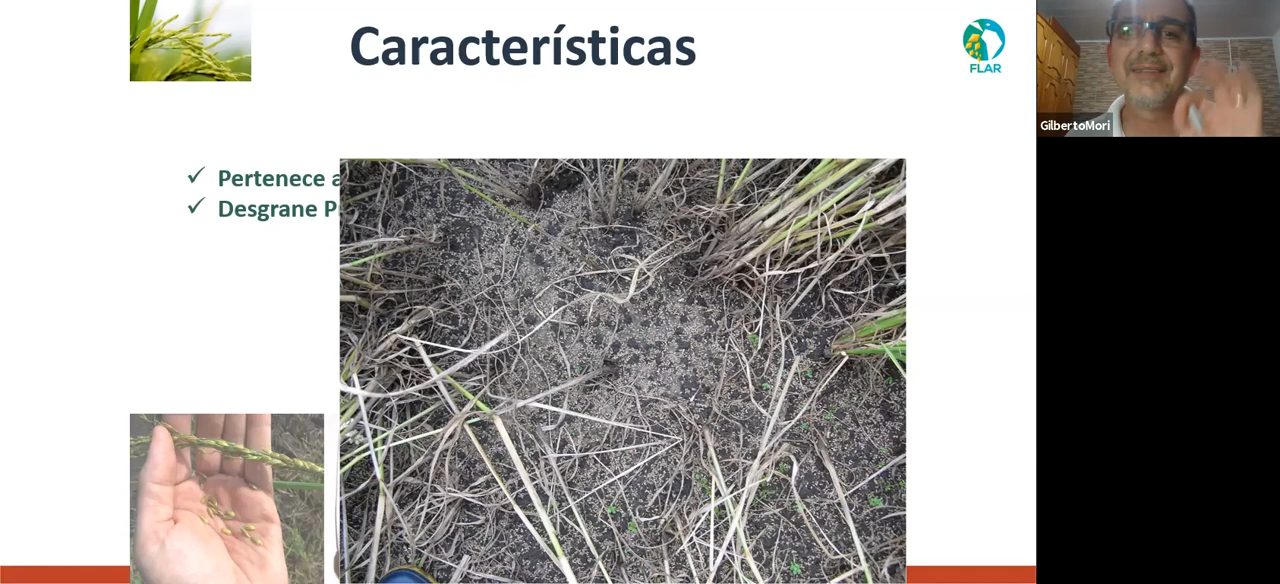 Características
FLAR
GilbertoMori
Pertenece a
Desgrane P